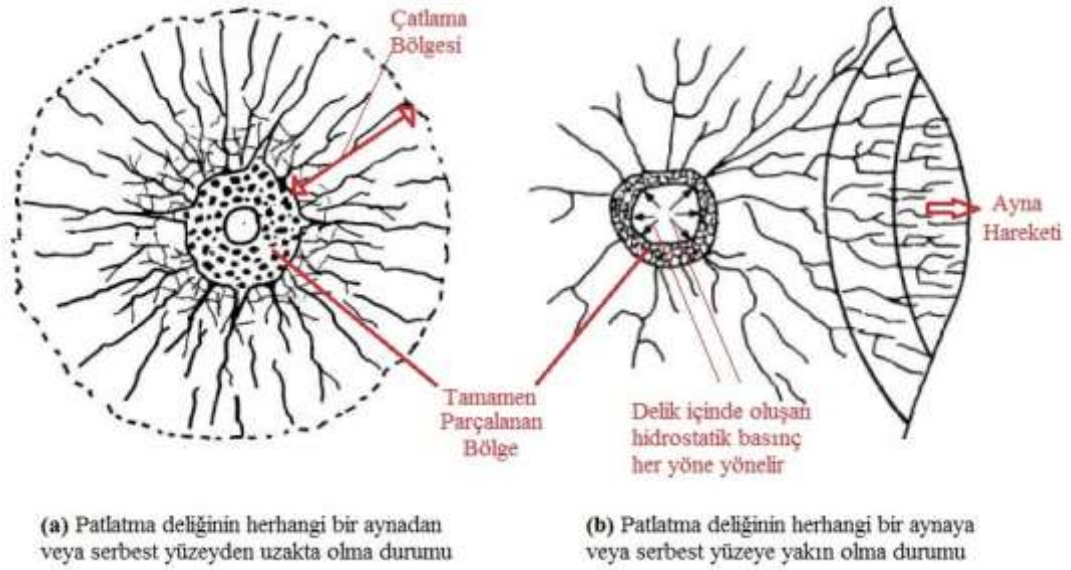 Çatlama
Bölgesi
Ayna
Hareketi
Tamamen
Parçalanan
Bölge
Delik içinde oluşan
hidrostatik basınç
her yöne yönelir
(a) Patlatma deliğinin herhangi bir aynadan
veya serbest yüzeyden uzakta olma durumu
(b) Patlatma deliğinin herhangi bir aynaya
veya serbest yüzeye yakın olma durumu